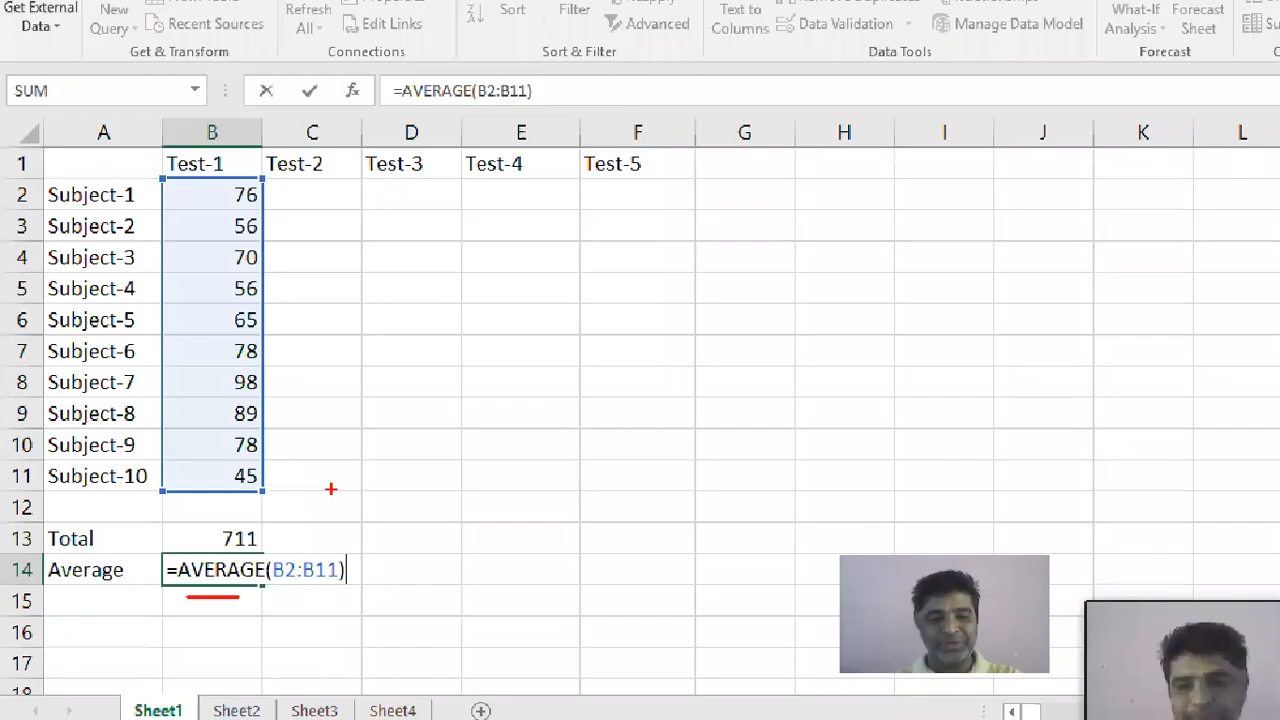 Get External New Recent Sources Refresh Sort Filter Advanced Text to Data Validation Manage Data Model What-If Forecast
Data Query All Edit Links Columns Analysis Sheet
Get & Transform Connections Sort & Filter Data Tools Forecast
SUM =AVERAGE(B2:B11)
A B C D E F G H I J K L
1 Test-1 Test-2 Test-3 Test-4 Test-5
2 Subject-1 76
3 Subject-2 56
4 Subject-3 70
5 Subject-4 56
6 Subject-5 65
7 Subject-6 78
8 Subject-7 98
9 Subject-8 89
10 Subject-9 78
11 Subject-10 45
12
13 Total 711
14 Average =AVERAGE(B2:B11)
15
16
17
18
Sheet1 Sheet2 Sheet3 Sheet4